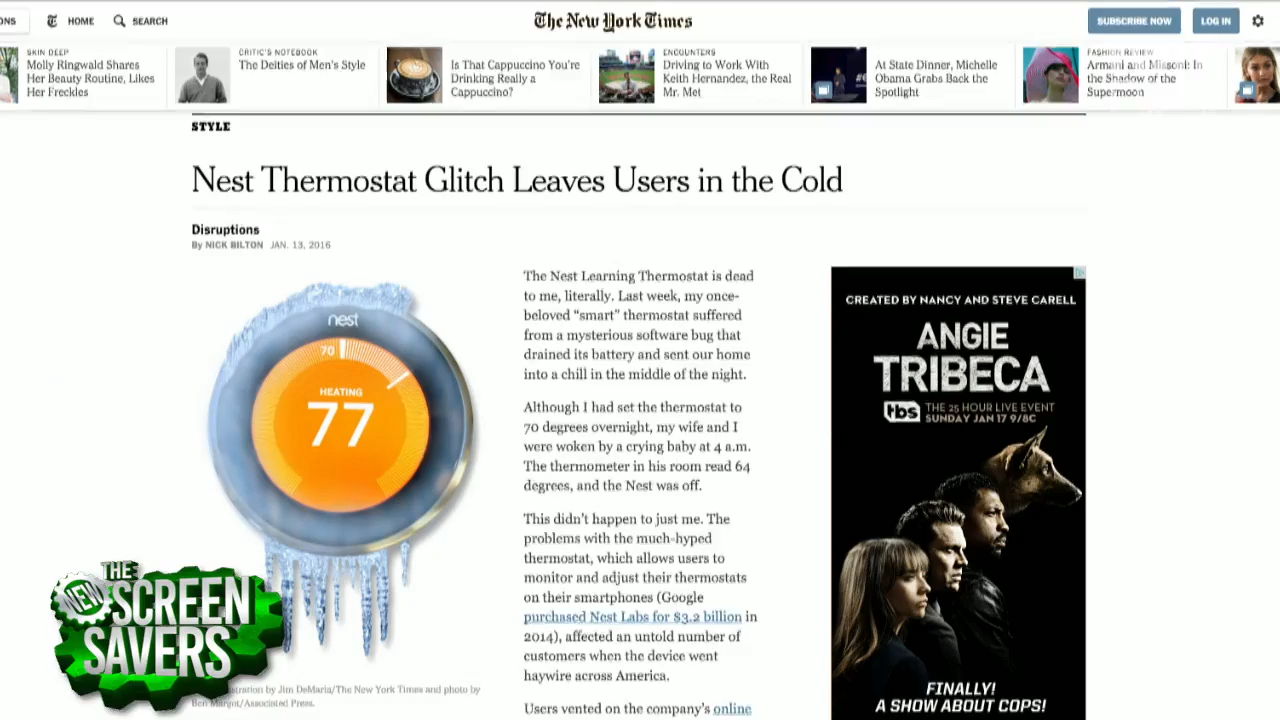 ONS
HOME
SEARCH
The New York Times
SUBSCRIBE NOW
LOG IN
SKIN DEEP
Molly Ringwald Shares
Her Beauty Routine, Likes
Her Freckles
CRITIC'S NOTEBOOK
The Deities of Men's Style
Is That Cappuccino You're
Drinking Really a
Cappuccino?
ENCOUNTERS
Driving to Work With
Keith Hernandez, the Real
Mr. Met
At State Dinner, Michelle
Obama Grabs Back the
Spotlight
FASHION REVIEW
Armani and Missoni: In
the Shadow of the
Supermoon
STYLE
Nest Thermostat Glitch Leaves Users in the Cold
Disruptions
By NICK BILTON JAN. 13, 2016
nest
70
HEATING
77
The Nest Learning Thermostat is dead
to me, literally. Last week, my once-
beloved “smart” thermostat suffered
from a mysterious software bug that
drained its battery and sent our home
into a chill in the middle of the night.
Although I had set the thermostat to
70 degrees overnight, my wife and I
were woken by a crying baby at 4 a.m.
The thermometer in his room read 64
degrees, and the Nest was off.
This didn’t happen to just me. The
problems with the much-hyped
thermostat, which allows users to
monitor and adjust their thermostats
on their smartphones (Google
purchased Nest Labs for $3.2 billion in
2014), affected an untold number of
customers when the device went
haywire across America.
Users vented on the company’s online
CREATED BY NANCY AND STEVE CARELL
ANGIE
TRIBECA
tbs THE 25 HOUR LIVE EVENT
SUNDAY JAN 17 9/8C
FINALLY!
A SHOW ABOUT COPS!
THE
NEW SCREEN
SAVERS
tration by Jim DeMaria/The New York Times and photo by
Ben Margot/Associated Press.